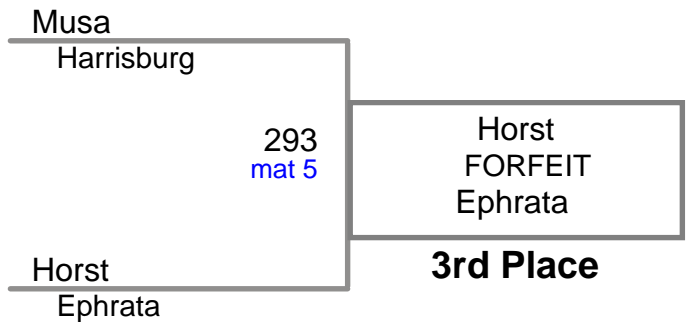 Musa
Harrisburg
293
mat 5
Horst
FORFEIT
Ephrata
3rd Place
Horst
Ephrata